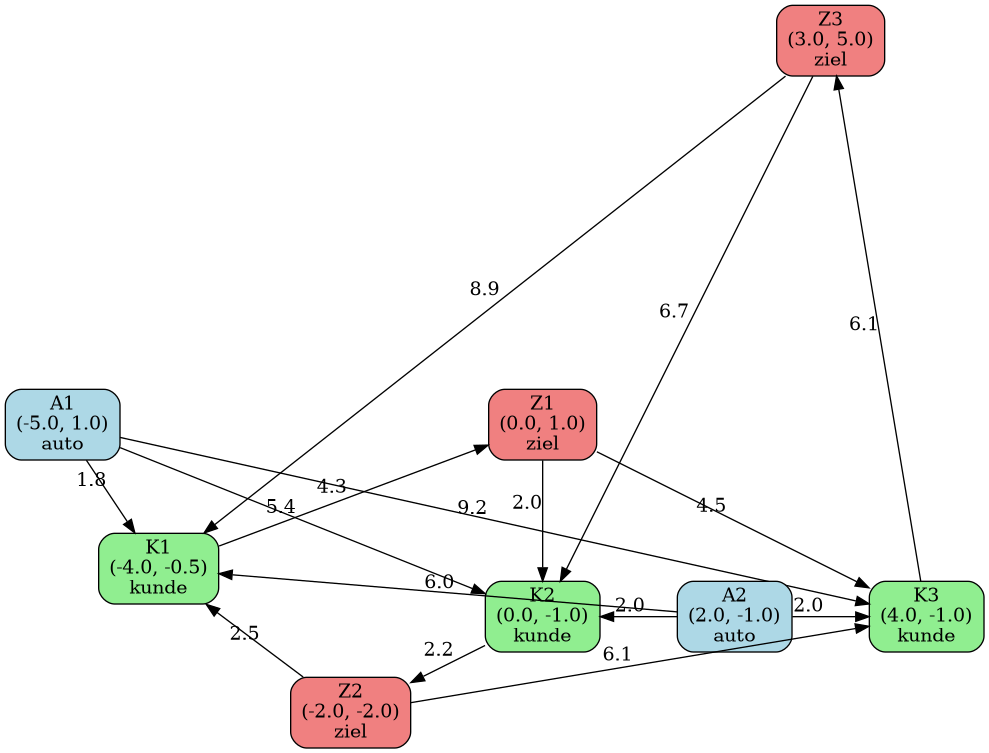 Z3
(3.0, 5.0)
ziel
8.9
6.7
6.1
A1
(-5.0, 1.0)
auto
Z1
(0.0, 1.0)
ziel
1.8
4.3
5.4
9.2
2.0
4.5
K1
(-4.0, -0.5)
kunde
6.0
K2
(0.0, -1.0)
kunde
2.0
A2
(2.0, -1.0)
auto
2.0
K3
(4.0, -1.0)
kunde
2.5
2.2
6.1
Z2
(-2.0, -2.0)
ziel